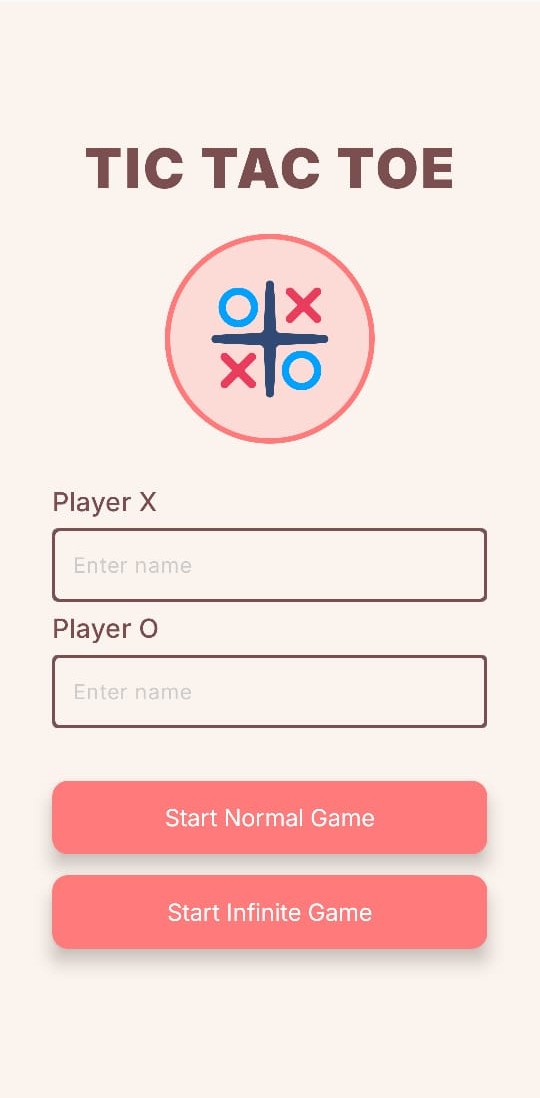 TIC TAC TOE
Player X
Enter name
Player O
Enter name
Start Normal Game
Start Infinite Game